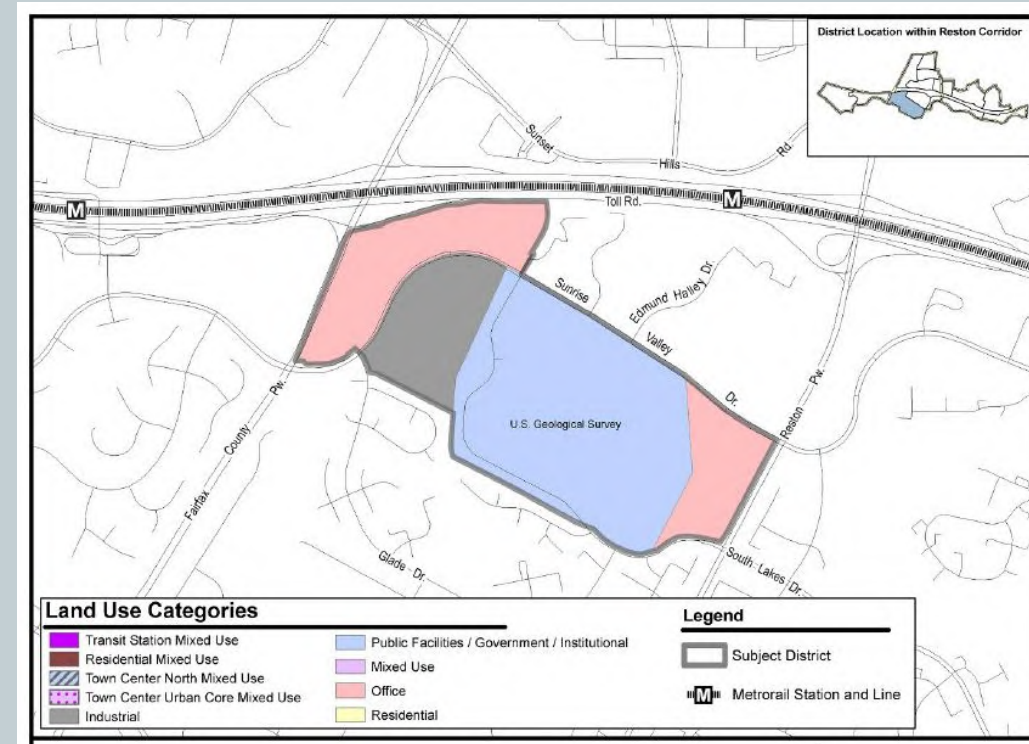 District Location within Reston Corridor
Sunset
Hills
Rd.
M
M
Toll Rd.
Sunrise
Valley
Dr.
Edmund Halley Dr.
Reston
Pw.
Fairfax
County
Pw.
U.S. Geological Survey
Glade Dr.
South Lakes Dr.
Land Use Categories
Transit Station Mixed Use
Residential Mixed Use
Town Center North Mixed Use
Town Center Urban Core Mixed Use
Industrial
Public Facilities / Government / Institutional
Mixed Use
Office
Residential
Legend
Subject District
M Metrorail Station and Line